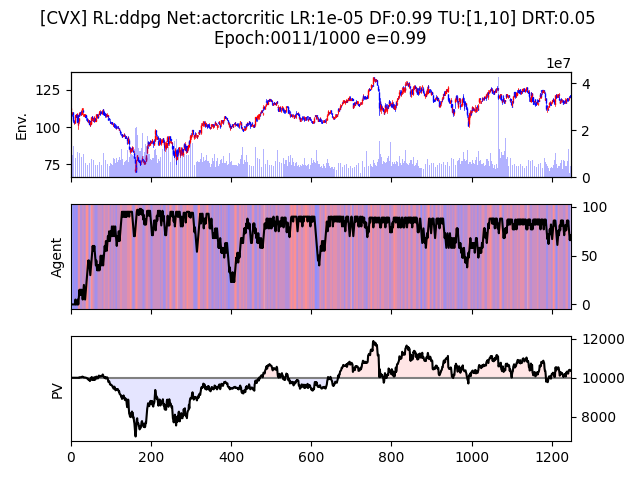 [CVX] RL:ddpg Net:actorcritic LR:1e-05 DF:0.99 TU:[1,10] DRT:0.05
Epoch:0011/1000 e=0.99
1e7
125
100
75
Env.
4
2
0
Agent
100
50
0
PV
12000
10000
8000
0 200 400 600 800 1000 1200